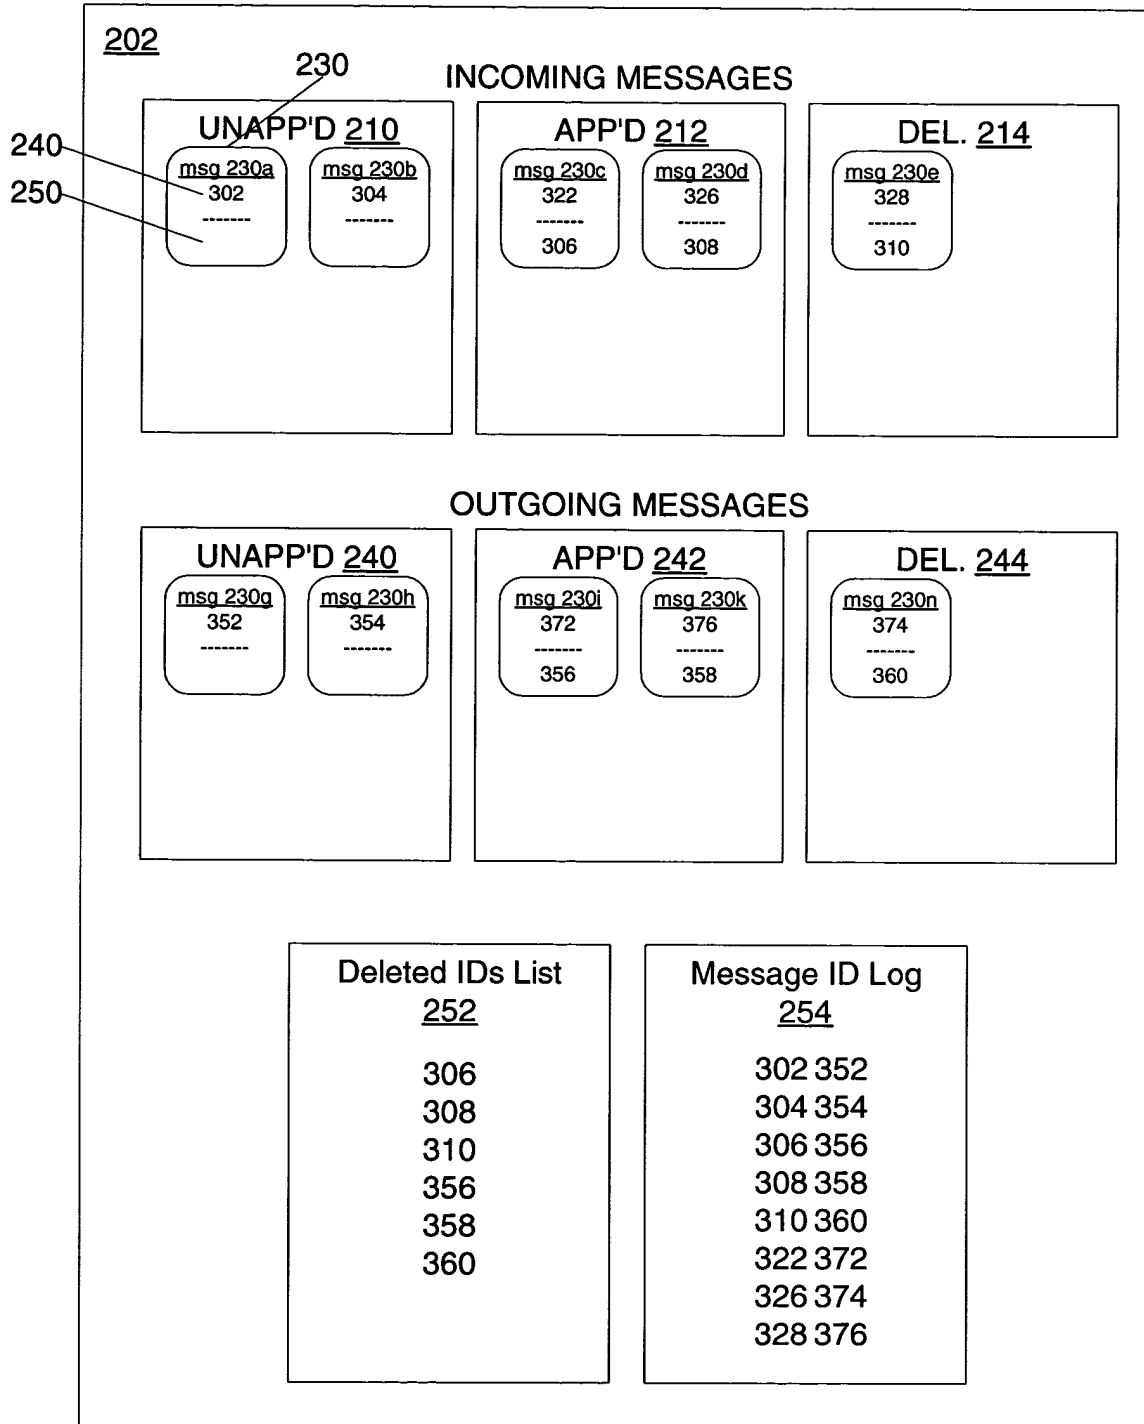 202
230
INCOMING MESSAGES
240
250
UNAPP'D 210
msg 230a
302
-------
msg 230b
304
-------
APP'D 212
msg 230c
322
-------
306
msg 230d
326
-------
308
DEL. 214
msg 230e
328
-------
310
OUTGOING MESSAGES
UNAPP'D 240
msg 230g
352
-------
msg 230h
354
-------
APP'D 242
msg 230i
372
-------
356
msg 230k
376
-------
358
DEL. 244
msg 230n
374
-------
360
Deleted IDs List
252
306
308
310
356
358
360
Message ID Log
254
302 352
304 354
306 356
308 358
310 360
322 372
326 374
328 376